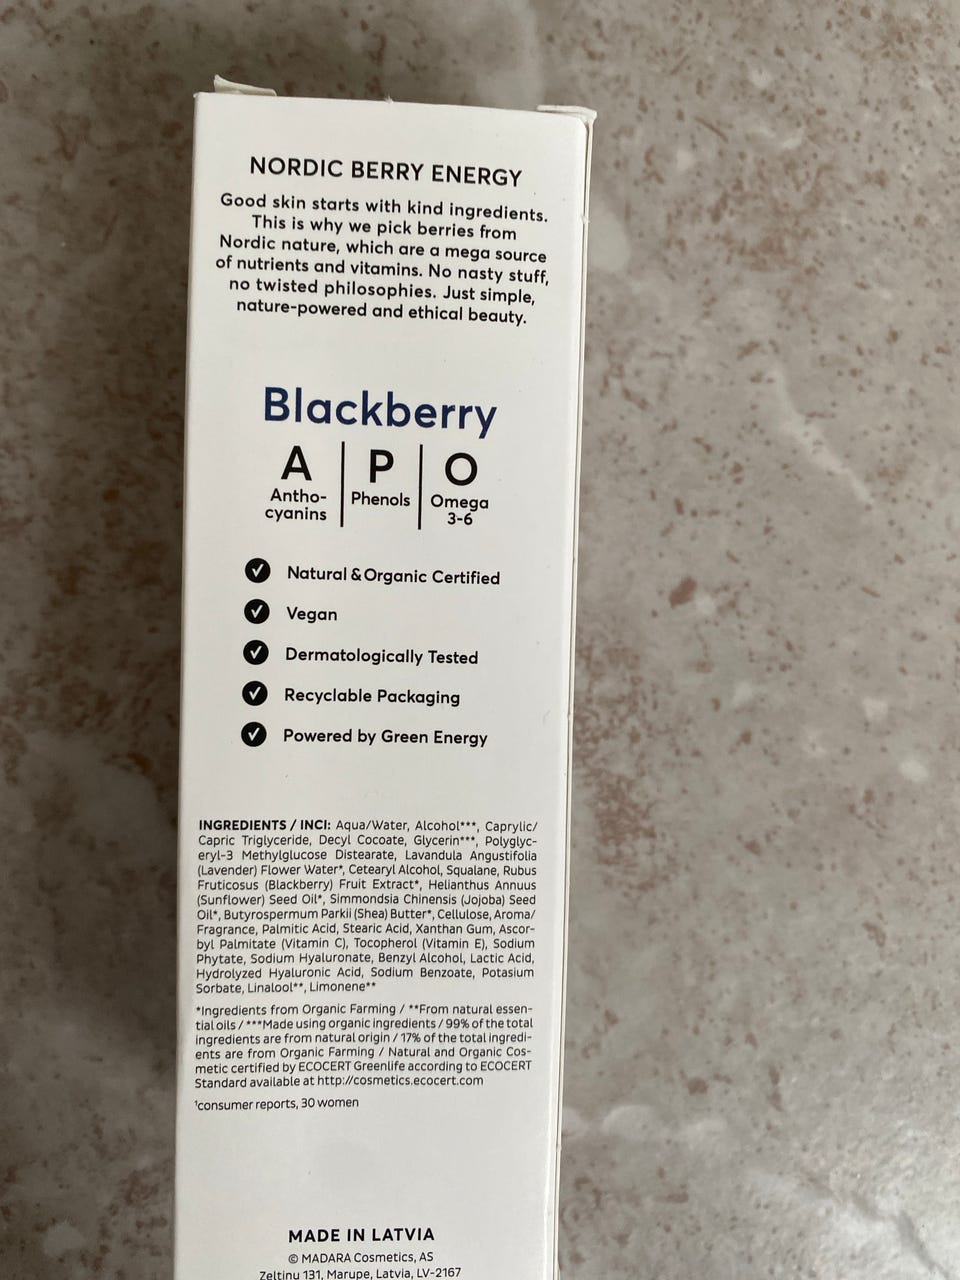 NORDIC BERRY ENERGY
Good skin starts with kind ingredients.
This is why we pick berries from
Nordic nature, which are a mega source
of nutrients and vitamins. No nasty stuff,
no twisted philosophies. Just simple,
nature-powered and ethical beauty.
Blackberry
A | P | O
Antho-
cyanins
Phenols
Omega
3-6
Natural & Organic Certified
Vegan
Dermatologically Tested
Recyclable Packaging
Powered by Green Energy
INGREDIENTS / INCI: Aqua/Water, Alcohol***, Caprylic/
Capric Triglyceride, Decyl Cocoate, Glycerin***, Polyglyc-
eryl-3 Methylglucose Distearate, Lavandula Angustifolia
(Lavender) Flower Water*, Cetearyl Alcohol, Squalane, Rubus
Fruticosus (Blackberry) Fruit Extract*, Helianthus Annuus
(Sunflower) Seed Oil*, Simmondsia Chinensis (Jojoba) Seed
Oil*, Butyrospermum Parkii (Shea) Butter*, Cellulose, Aroma/
Fragrance, Palmitic Acid, Stearic Acid, Xanthan Gum, Ascor-
byl Palmitate (Vitamin C), Tocopherol (Vitamin E), Sodium
Phytate, Sodium Hyaluronate, Benzyl Alcohol, Lactic Acid,
Hydrolyzed Hyaluronic Acid, Sodium Benzoate, Potassium
Sorbate, Linalool**, Limonene**
*Ingredients from Organic Farming / **From natural essen-
tial oils / ***Made using organic ingredients / 99% of the total
ingredients are from natural origin / 17% of the total ingredi-
ents are from Organic Farming / Natural and Organic Cos-
metic certified by ECOCERT Greenlife according to ECOCERT
Standard available at http://cosmetics.ecocert.com
¹consumer reports, 30 women
MADE IN LATVIA
© MADARA Cosmetics, AS
Zeltiņu 131, Marupe, Latvia, LV-2167